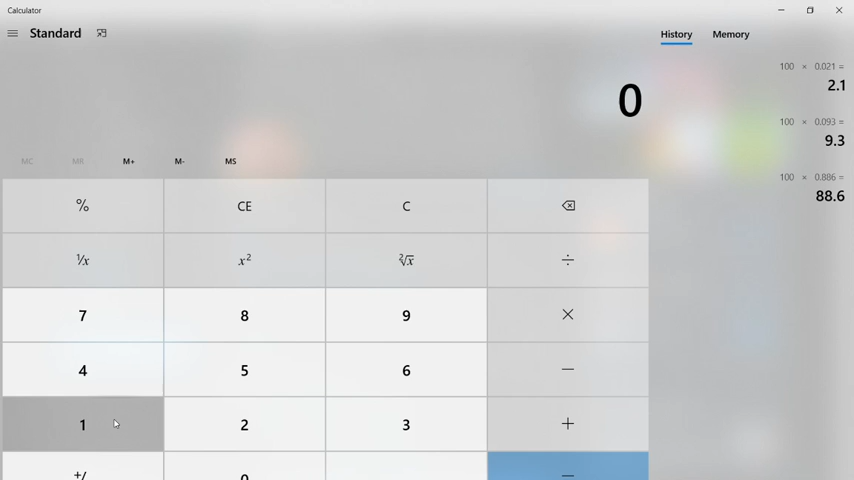 Calculator
Standard
History Memory
0
100 × 0.021 =
2.1
100 × 0.093 =
9.3
100 × 0.886 =
88.6
MC MR M+ M- MS
% CE C
¹/x x² ²√x ÷
7 8 9 ×
4 5 6 −
1 2 3 +
+/ 0